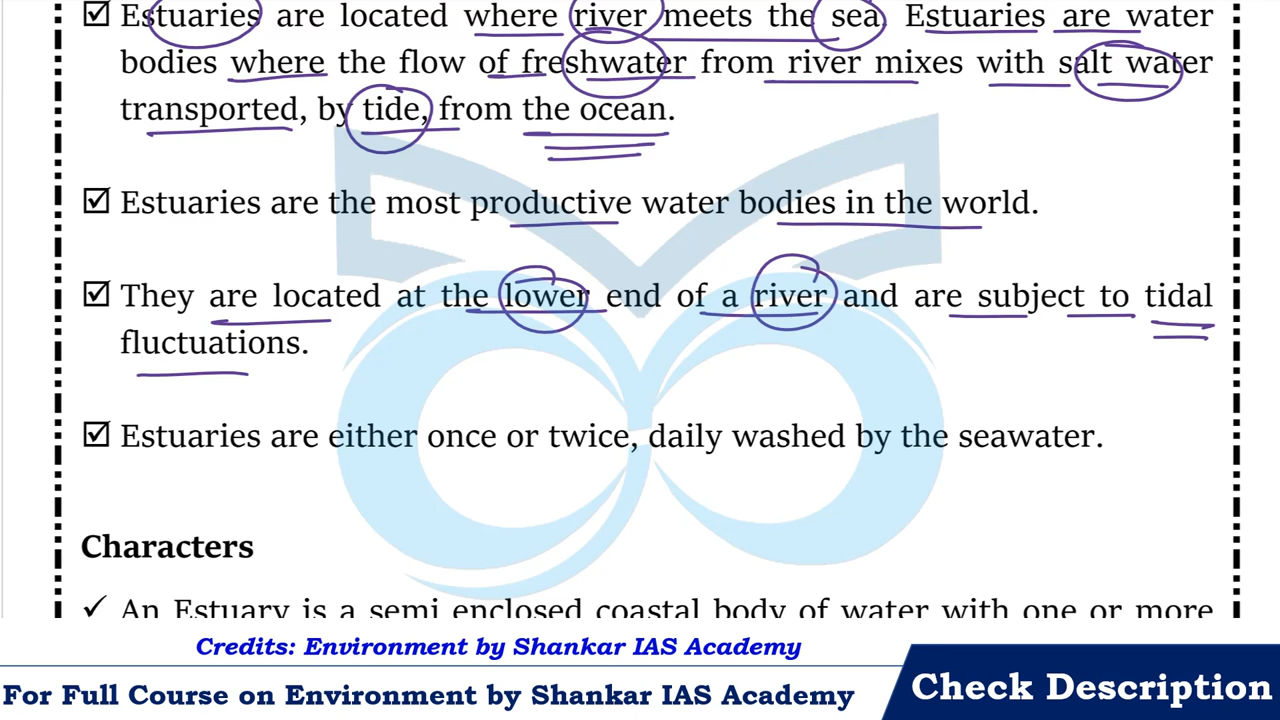 ☑ Estuaries are located where river meets the sea. Estuaries are water
bodies where the flow of freshwater from river mixes with salt water
transported, by tide, from the ocean.
☑ Estuaries are the most productive water bodies in the world.
☑ They are located at the lower end of a river and are subject to tidal
fluctuations.
☑ Estuaries are either once or twice, daily washed by the seawater.
Characters
✓ An Estuary is a semi enclosed coastal body of water with one or more
Credits: Environment by Shankar IAS Academy
For Full Course on Environment by Shankar IAS Academy
Check Description